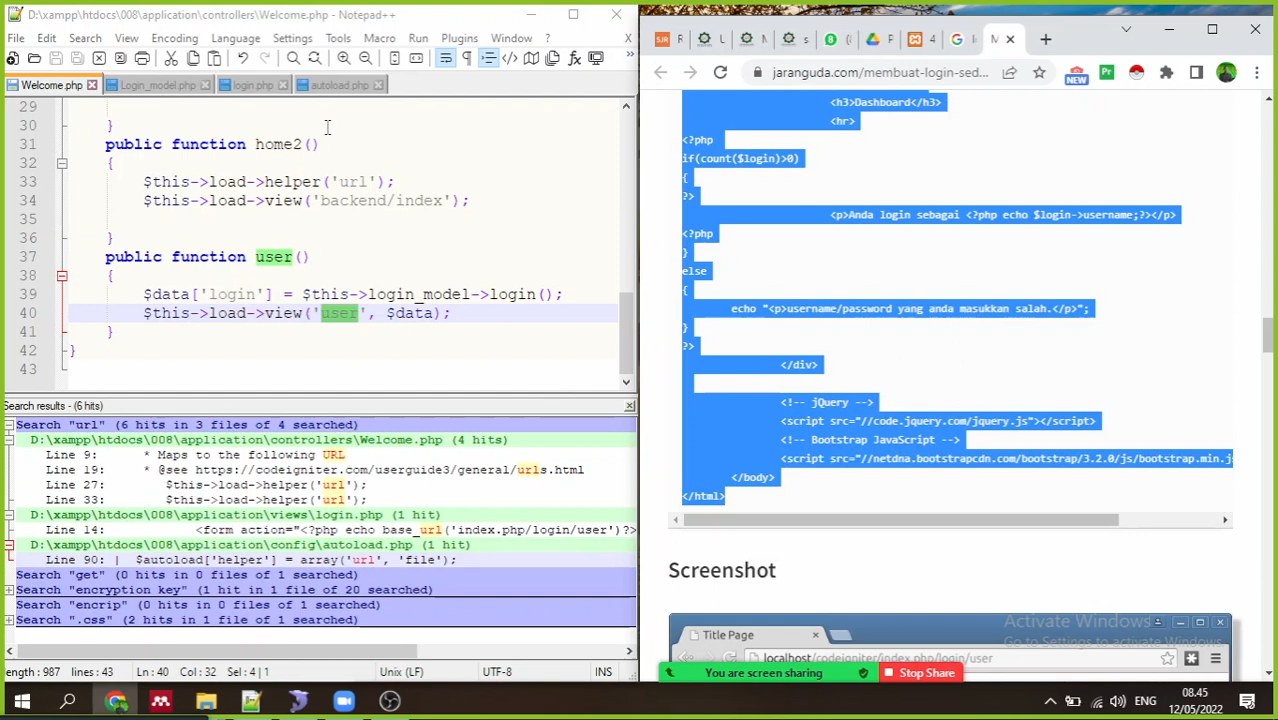 D:\xampp\htdocs\008\application\controllers\Welcome.php - Notepad++
File Edit Search View Encoding Language Settings Tools Macro Run Plugins Window ?
Welcome.php Login_model.php login.php autoload.php
29
30 }
31 public function home2()
32 {
33 $this->load->helper('url');
34 $this->load->view('backend/index');
35
36 }
37 public function user()
38 {
39 $data['login'] = $this->login_model->login();
40 $this->load->view('user', $data);
41 }
42 }
43
Search results - (6 hits)
Search "url" (6 hits in 3 files of 4 searched)
D:\xampp\htdocs\008\application\controllers\Welcome.php (4 hits)
Line 9: * Maps to the following URL
Line 19: * @see https://codeigniter.com/userguide3/general/urls.html
Line 27: $this->load->helper('url');
Line 33: $this->load->helper('url');
D:\xampp\htdocs\008\application\views\login.php (1 hit)
Line 14: <form action="<?php echo base_url('index.php/login/user')?>
D:\xampp\htdocs\008\application\config\autoload.php (1 hit)
Line 90: | $autoload['helper'] = array('url', 'file');
Search "get" (0 hits in 0 files of 1 searched)
Search "encryption key" (1 hit in 1 file of 20 searched)
Search "encrip" (0 hits in 0 files of 1 searched)
Search ".css" (2 hits in 1 file of 1 searched)
ength : 987 lines : 43 Ln : 40 Col : 32 Sel : 4 | 1 Unix (LF) UTF-8 INS
jaranguda.com/membuat-login-sed...
NEW
<h3>Dashboard</h3>
<hr>
<?php
if(count($login)>0)
{
?>
<p>Anda login sebagai <?php echo $login->username;?></p>
<?php
}
else
{
echo "<p>username/password yang anda masukkan salah.</p>";
}
?>
</div>
<!-- jQuery -->
<script src="//code.jquery.com/jquery.js"></script>
<!-- Bootstrap JavaScript -->
<script src="//netdna.bootstrapcdn.com/bootstrap/3.2.0/js/bootstrap.min.js
</body>
</html>
Screenshot
Activate Windows
Go to Settings to activate Windows.
Title Page
localhost/codeigniter/index.php/login/user
You are screen sharing Stop Share
ENG
08.45
12/05/2022